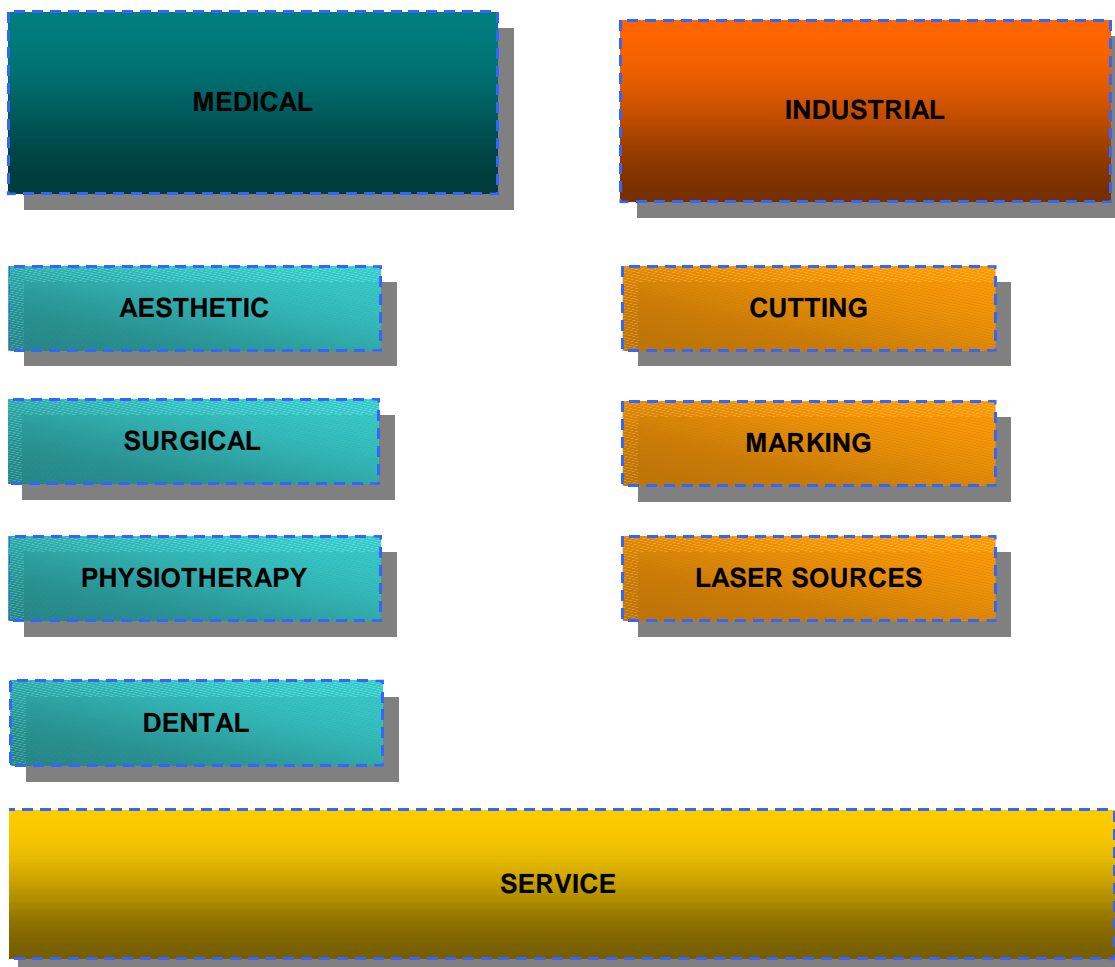 MEDICAL
INDUSTRIAL
AESTHETIC
CUTTING
SURGICAL
MARKING
PHYSIOTHERAPY
LASER SOURCES
DENTAL
SERVICE